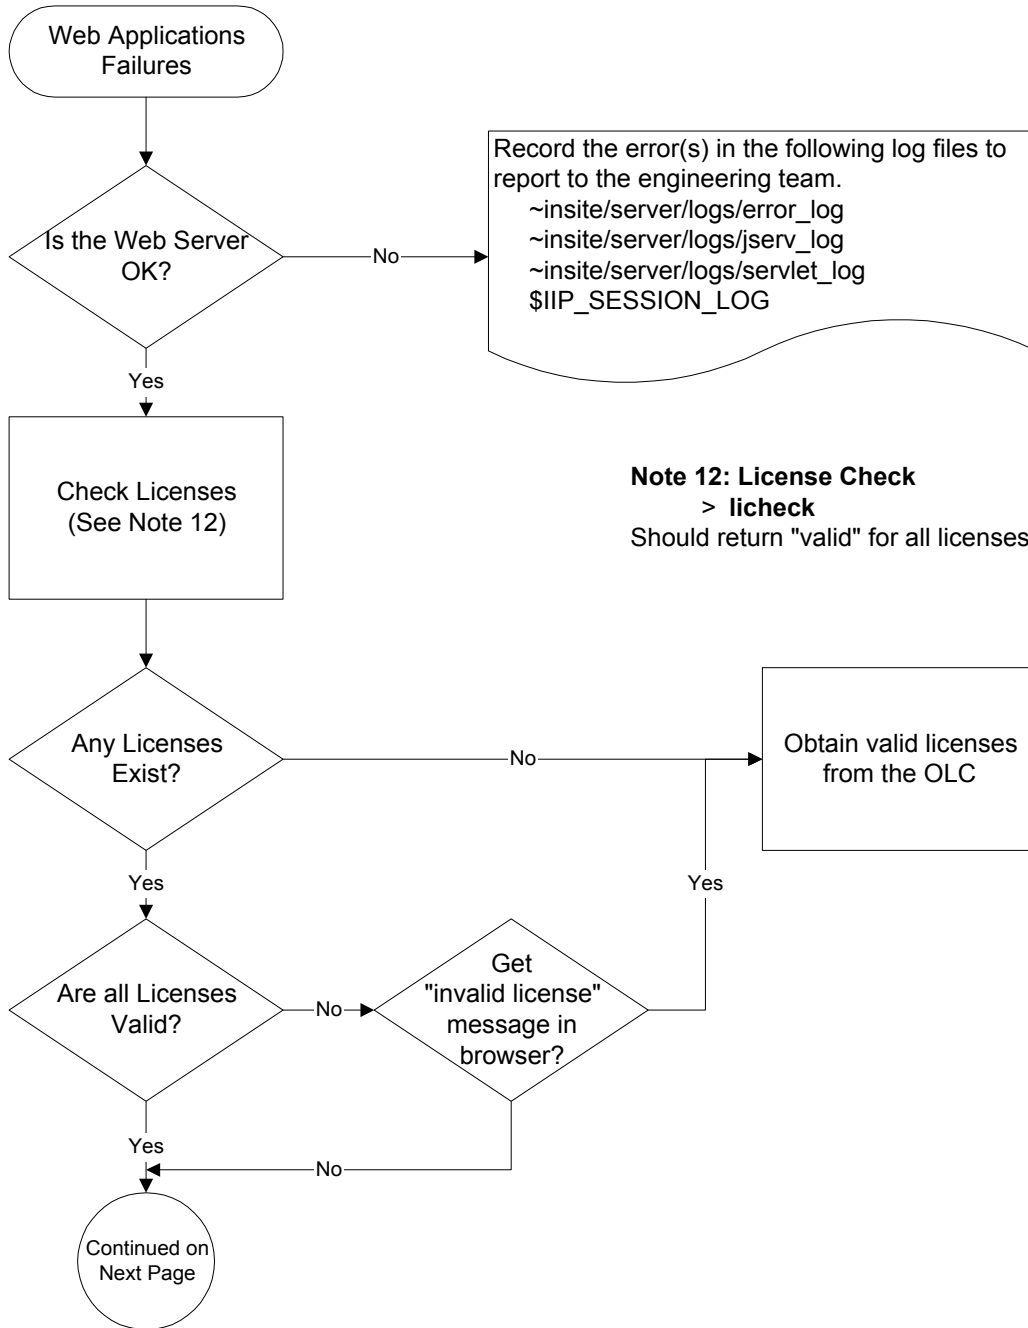 Web Applications
Failures
Is the Web Server
OK?
No
Record the error(s) in the following log files to
report to the engineering team.
~insite/server/logs/error_log
~insite/server/logs/jserv_log
~insite/server/logs/servlet_log
$IIP_SESSION_LOG
Yes
Check Licenses
(See Note 12)
Note 12: License Check
> licheck
Should return "valid" for all licenses
Any Licenses
Exist?
No
Obtain valid licenses
from the OLC
Yes
Yes
Are all Licenses
Valid?
No
Get
"invalid license"
message in
browser?
Yes
No
Continued on
Next Page